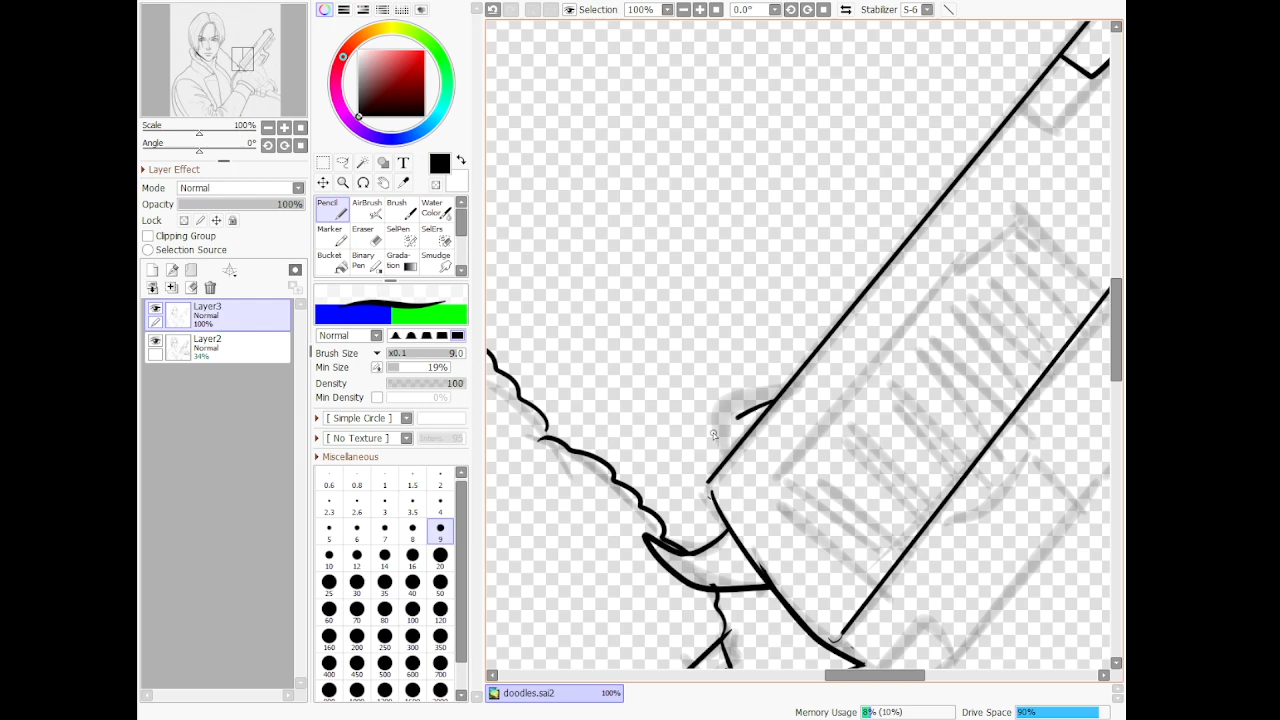 Selection 100% 0.0° Stabilizer S-6
Scale 100%
Angle 0°
Layer Effect
Mode Normal
Opacity 100%
Lock
Clipping Group
Selection Source
Layer3
Normal
100%
Layer2
Normal
34%
T
Pencil AirBrush Brush Water Color
Marker Eraser SelPen SelErs
Bucket Binary Pen Grada-tion Smudge
Normal
Brush Size x0.1 9.0
Min Size 19%
Density 100
Min Density 0%
[ Simple Circle ]
[ No Texture ] 95
Miscellaneous
0.6 0.8 1 1.5 2
2.3 2.6 3 3.5 4
5 6 7 8 9
10 12 14 16 20
25 30 35 40 50
60 70 80 100 120
160 200 250 300 350
400 450 500 600 700
doodles.sai2 100%
Memory Usage 8% (10%) Drive Space 90%